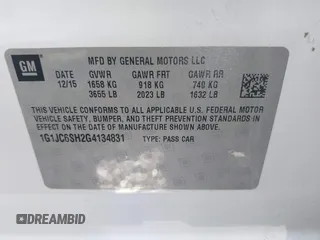 GM
MFD BY GENERAL MOTORS LLC
DATE GVWR GAWR FRT GAWR RR
12/15 1658 KG 918 KG 740 KG
3655 LB 2023 LB 1632 LB
THIS VEHICLE CONFORMS TO ALL APPLICABLE U.S. FEDERAL MOTOR
VEHICLE SAFETY, BUMPER, AND THEFT PREVENTION STANDARDS
IN EFFECT ON THE DATE OF MANUFACTURE SHOWN ABOVE.
1G1JC6SH2G4134831 TYPE: PASS CAR
AUTOBIDMASTER